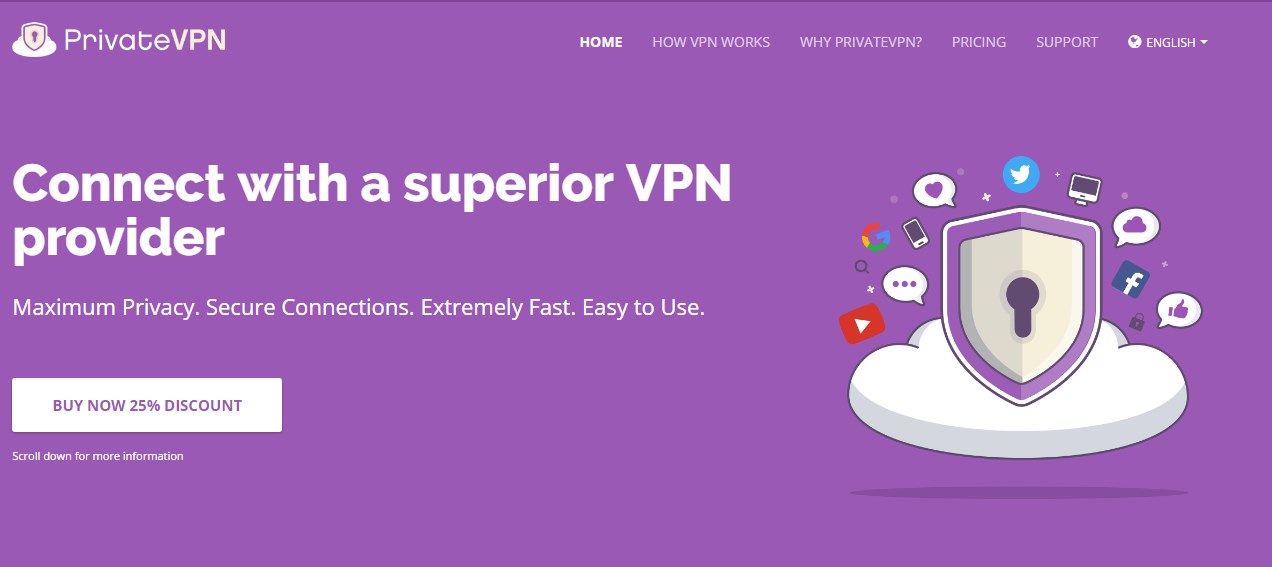 PrivateVPN
HOME
HOW VPN WORKS
WHY PRIVATEVPN?
PRICING
SUPPORT
ENGLISH
Connect with a superior VPN
provider
Maximum Privacy. Secure Connections. Extremely Fast. Easy to Use.
BUY NOW 25% DISCOUNT
Scroll down for more information